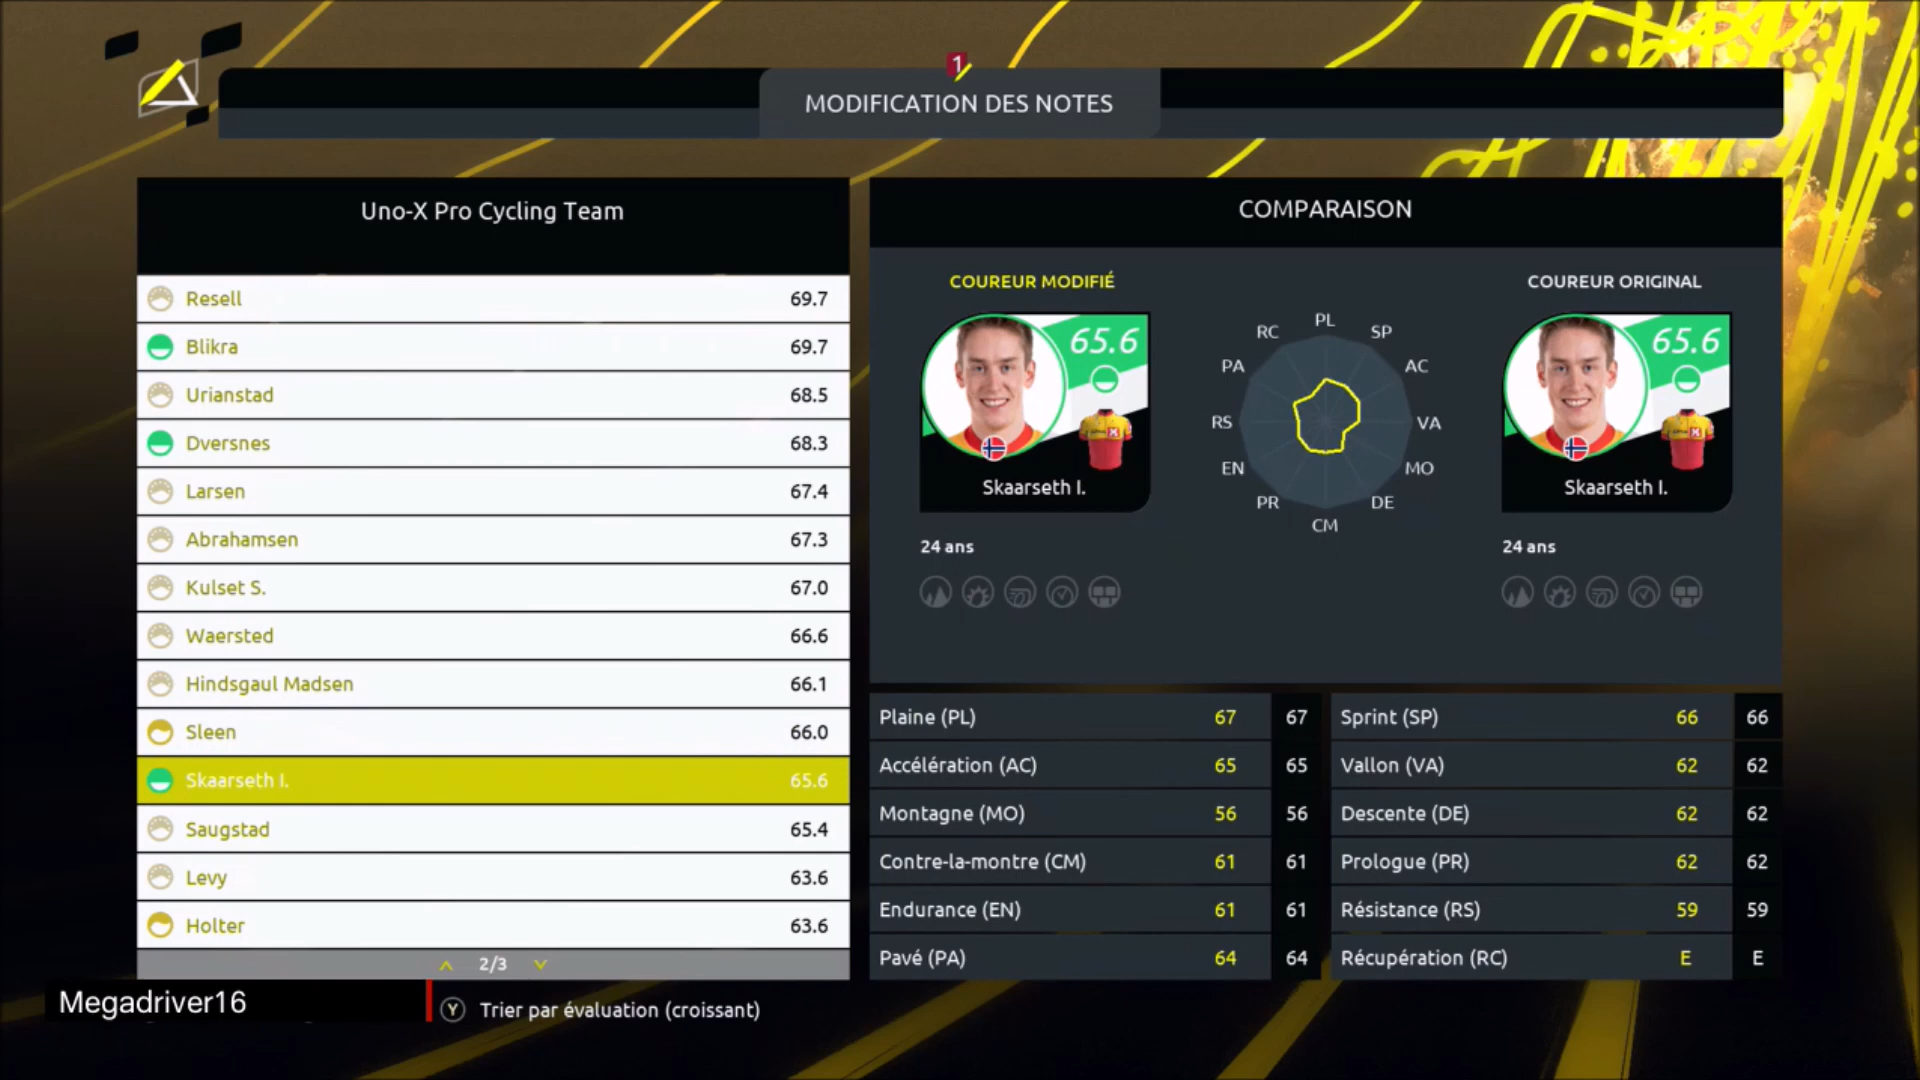 1
MODIFICATION DES NOTES
Uno-X Pro Cycling Team
Resell 69.7
Blikra 69.7
Urianstad 68.5
Dversnes 68.3
Larsen 67.4
Abrahamsen 67.3
Kulset S. 67.0
Waersted 66.6
Hindsgaul Madsen 66.1
Sleen 66.0
Skaarseth I. 65.6
Saugstad 65.4
Levy 63.6
Holter 63.6
2/3
Megadriver16
Y Trier par évaluation (croissant)
COMPARAISON
COUREUR MODIFIÉ
65.6
Skaarseth I.
24 ans
PL
SP
AC
VA
MO
DE
CM
PR
EN
RS
PA
RC
COUREUR ORIGINAL
65.6
Skaarseth I.
24 ans
Plaine (PL) 67 67 Sprint (SP) 66 66
Accélération (AC) 65 65 Vallon (VA) 62 62
Montagne (MO) 56 56 Descente (DE) 62 62
Contre-la-montre (CM) 61 61 Prologue (PR) 62 62
Endurance (EN) 61 61 Résistance (RS) 59 59
Pavé (PA) 64 64 Récupération (RC) E E